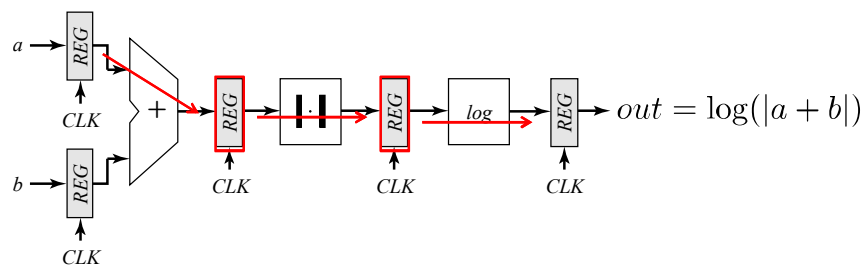 a
REG
CLK
+
b
REG
CLK
REG
CLK
|·|
REG
CLK
log
REG
CLK
out = log(|a + b|)